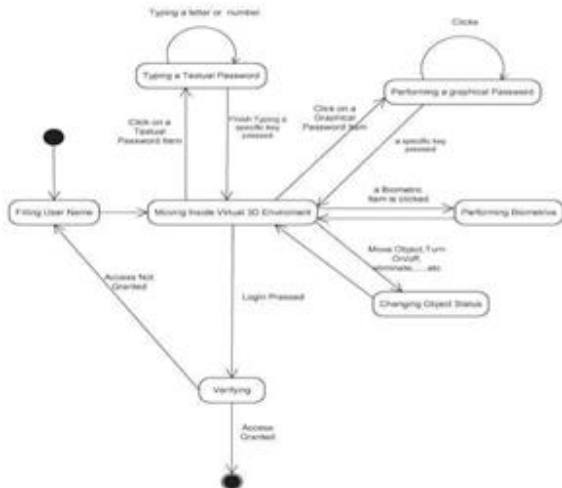 Typing a letter or number
Clicks
Typing a Textual Password
Performing a graphical Password
Click on a
Textual
Password Item
Finish Typing a
specific key
pressed
Click on a
Graphical
Password Item
a specific key
pressed
Filling User Name
Moving Inside Virtual 3D Enviroment
a Biometric
Item is clicked
Performing Biometrics
Move Object,Turn
On/off,
eliminate......etc
Access Not
Granted
Login Pressed
Changing Object Status
Verifying
Access
Granted